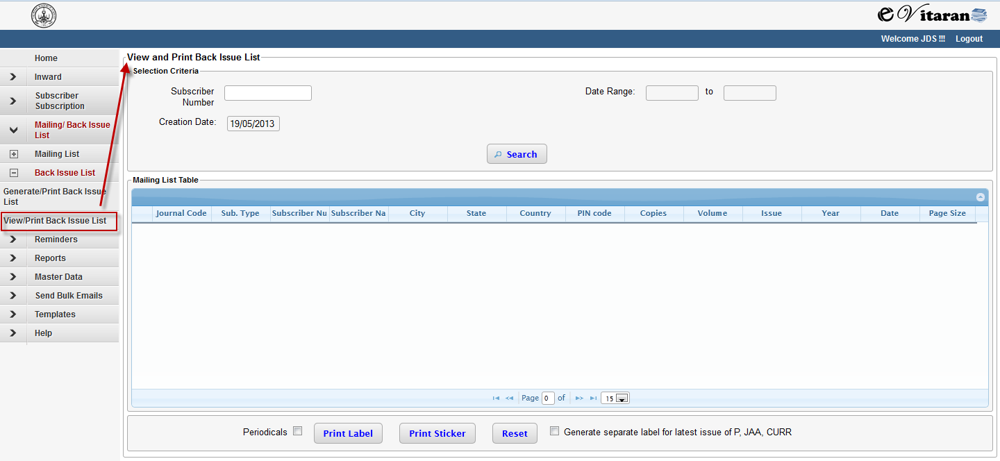 e Vitaran
Welcome JDS !!! Logout
Home
Inward
Subscriber
Subscription
Mailing/ Back Issue
List
Mailing List
Back Issue List
Generate/Print Back Issue
List
View/Print Back Issue List
Reminders
Reports
Master Data
Send Bulk Emails
Templates
Help
View and Print Back Issue List
Selection Criteria
Subscriber
Number
Date Range: to
Creation Date: 19/05/2013
Search
Mailing List Table
Journal Code Sub. Type Subscriber Nu Subscriber Na City State Country PIN code Copies Volume Issue Year Date Page Size
Page 0 of 15
Periodicals Print Label Print Sticker Reset Generate separate label for latest issue of P, JAA, CURR